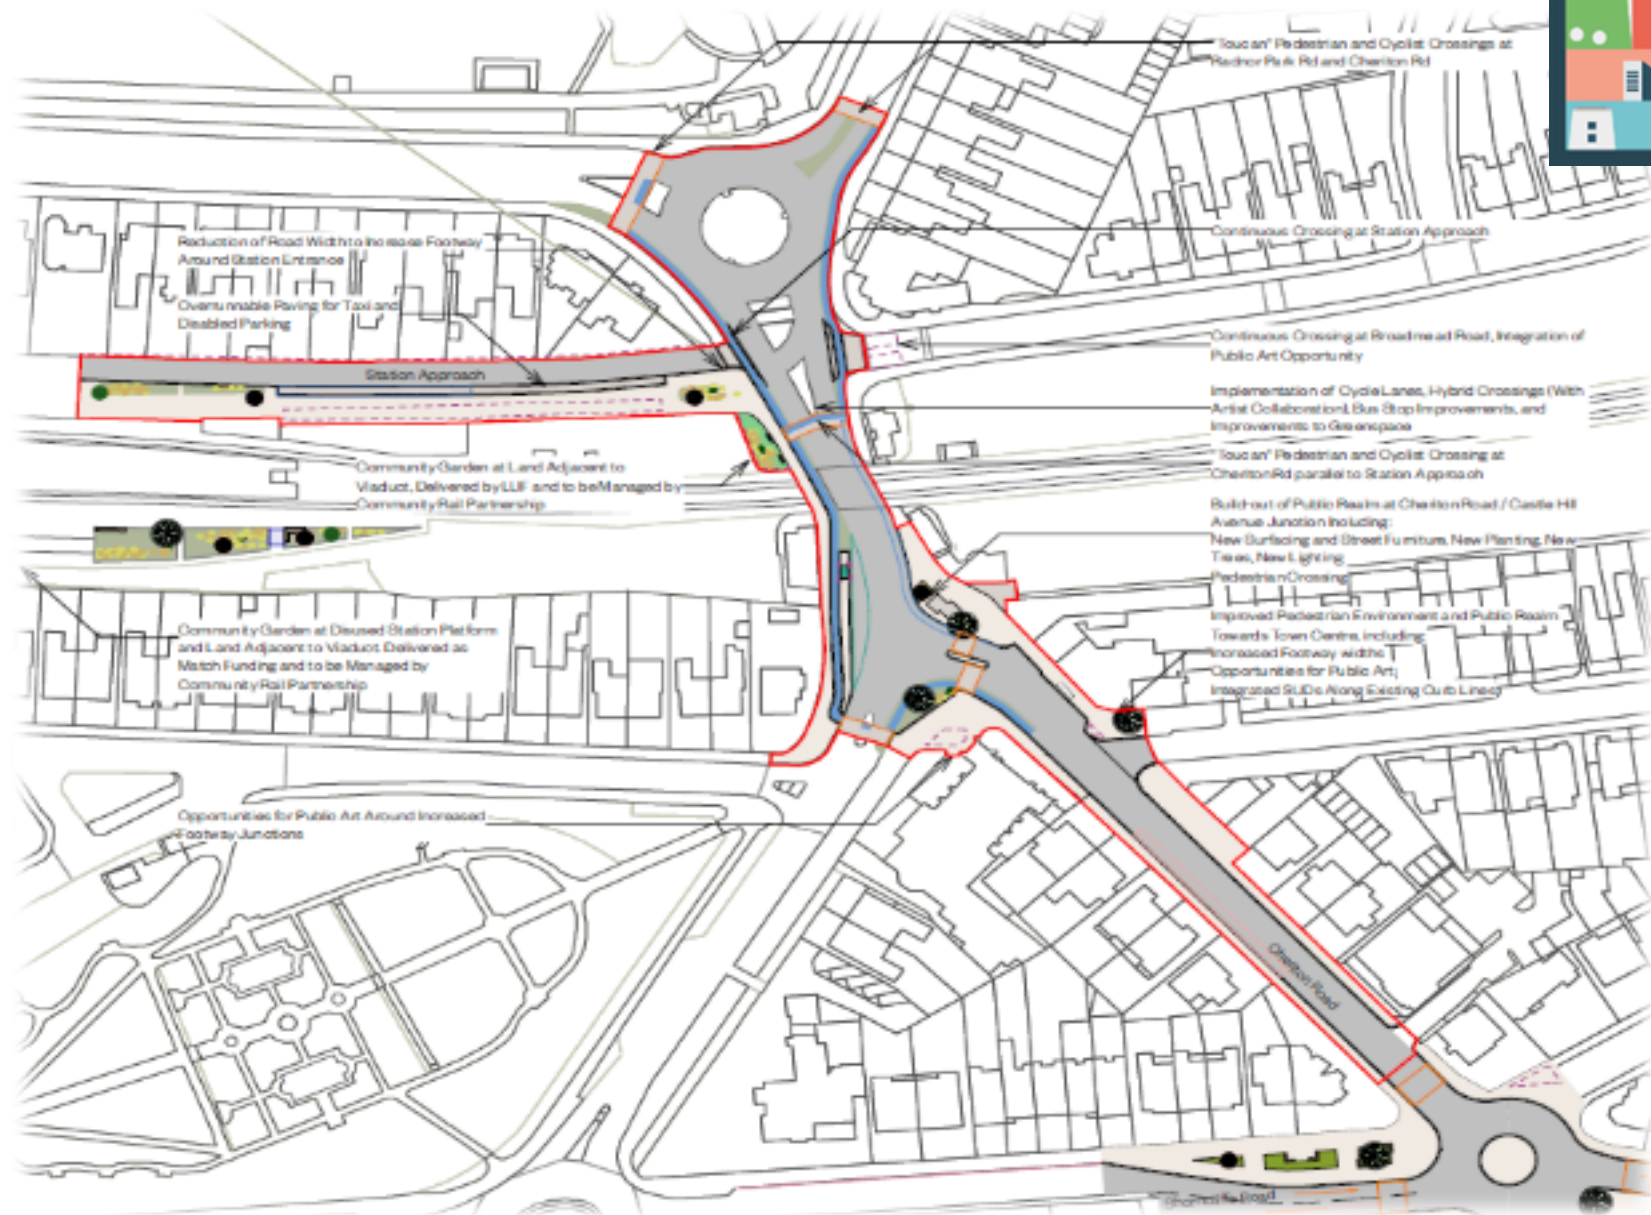 "Toucan" Pedestrian and Cyclist Crossings at
Radnor Park Rd and Cheriton Rd
Continuous Crossing at Station Approach
Reduction of Road Width to Increase Footway
Around Station Entrance
Overrunnable Paving for Taxi and
Disabled Parking
Continuous Crossing at Broadmead Road, Integration of
Public Art Opportunity
Station Approach
Implementation of Cycle Lanes, Hybrid Crossings (With
Artist Collaboration), Bus Stop Improvements, and
Improvements to Greenspace
"Toucan" Pedestrian and Cyclist Crossing at
Cheriton Rd parallel to Station Approach
Community Garden at Land Adjacent to
Viaduct, Delivered by LUF and to be Managed by
Community Rail Partnership
Build-out of Public Realm at Cheriton Road / Castle Hill
Avenue Junction Including:
New Surfacing and Street Furniture, New Planting, New
Trees, New Lighting
Pedestrian Crossing
Improved Pedestrian Environment and Public Realm
Towards Town Centre, including:
Increased Footway widths
Opportunities for Public Art;
Integrated SUDs Along Existing Curb Lines;
Community Garden at Disused Station Platform
and Land Adjacent to Viaduct. Delivered as
Match Funding and to be Managed by
Community Rail Partnership
Opportunities for Public Art Around Increased
Footway Junctions
Cheriton Road
Road